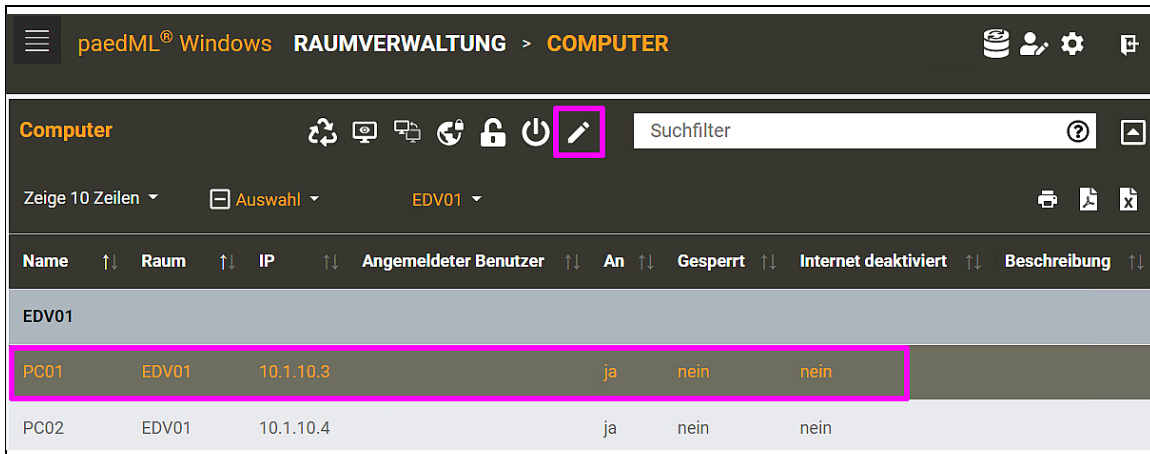 paedML® Windows RAUMVERWALTUNG > COMPUTER
Computer Suchfilter
Zeige 10 Zeilen Auswahl EDV01
Name Raum IP Angemeldeter Benutzer An Gesperrt Internet deaktiviert Beschreibung
EDV01
PC01 EDV01 10.1.10.3 ja nein nein
PC02 EDV01 10.1.10.4 ja nein nein